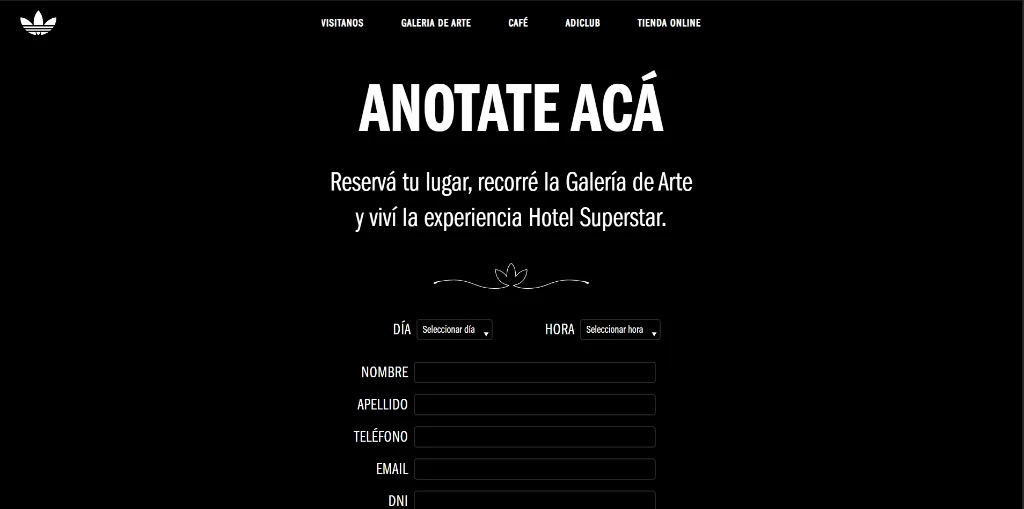 VISITANOS GALERIA DE ARTE CAFÉ ADICLUB TIENDA ONLINE
ANOTATE ACÁ
Reservá tu lugar, recorré la Galería de Arte
y viví la experiencia Hotel Superstar.
DÍA Seleccionar día HORA Seleccionar hora
NOMBRE
APELLIDO
TELÉFONO
EMAIL
DNI